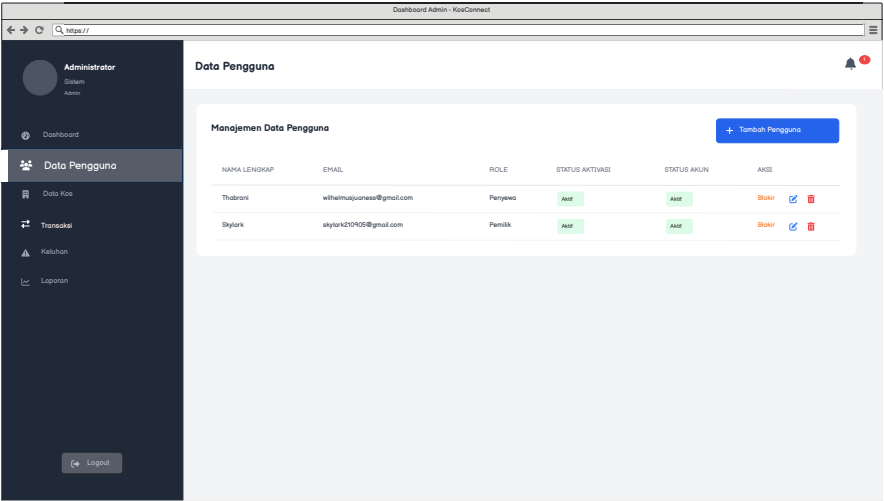 Dashboard Admin - KosConnect
https://
Administrator
Sistem
Admin
Dashboard
Data Pengguna
Data Kos
Transaksi
Keluhan
Laporan
Logout
Data Pengguna
1
Manajemen Data Pengguna
+ Tambah Pengguna
NAMA LENGKAP EMAIL ROLE STATUS AKTIVASI STATUS AKUN AKSI
Thabrani wilhelmusjuaness@gmail.com Penyewa Aktif Aktif Blokir
Skylark skylark210905@gmail.com Pemilik Aktif Aktif Blokir